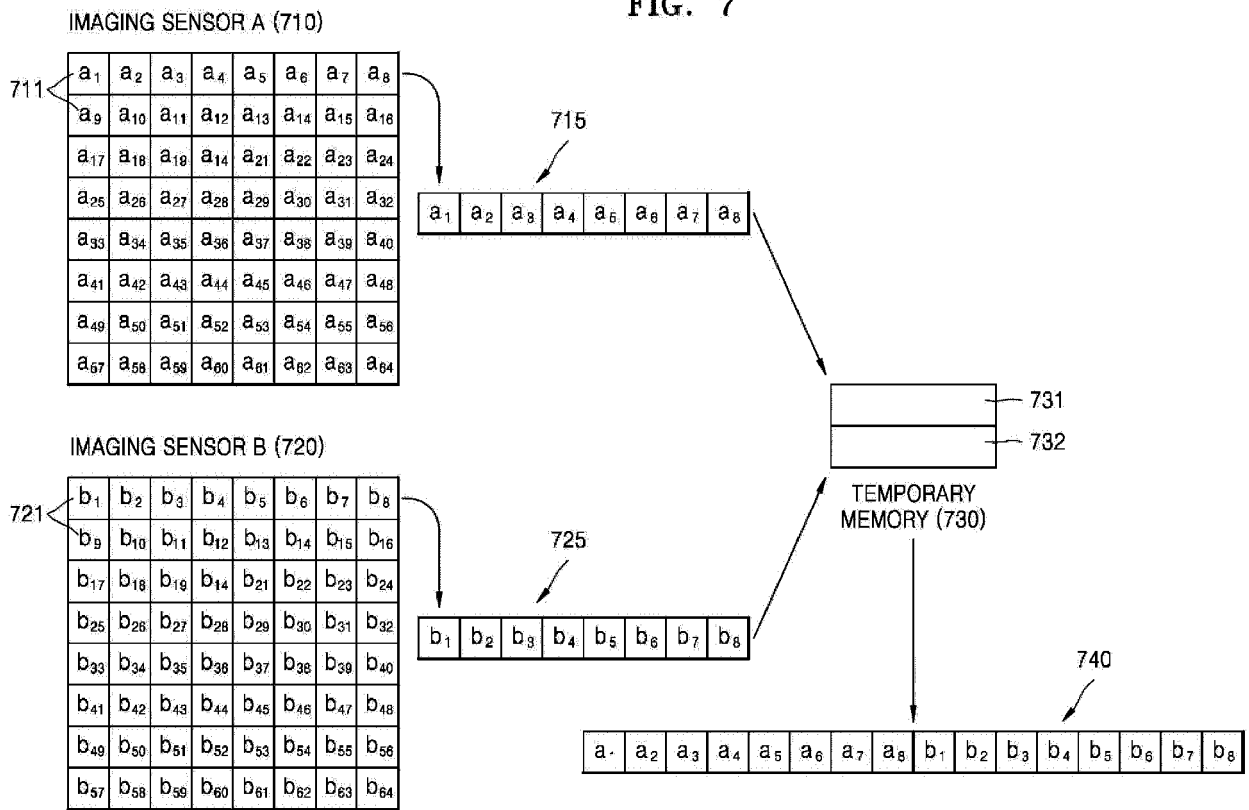 FIG. 7
IMAGING SENSOR A (710)
711
a1 a2 a3 a4 a5 a6 a7 a8
a9 a10 a11 a12 a13 a14 a15 a16
a17 a18 a19 a14 a21 a22 a23 a24
a25 a26 a27 a28 a29 a30 a31 a32
a33 a34 a35 a36 a37 a38 a39 a40
a41 a42 a43 a44 a45 a46 a47 a48
a49 a50 a51 a52 a53 a54 a55 a56
a57 a58 a59 a60 a61 a62 a63 a64
715
a1 a2 a3 a4 a5 a6 a7 a8
731
732
TEMPORARY
MEMORY (730)
IMAGING SENSOR B (720)
721
b1 b2 b3 b4 b5 b6 b7 b8
b9 b10 b11 b12 b13 b14 b15 b16
b17 b18 b19 b14 b21 b22 b23 b24
b25 b26 b27 b28 b29 b30 b31 b32
b33 b34 b35 b36 b37 b38 b39 b40
b41 b42 b43 b44 b45 b46 b47 b48
b49 b50 b51 b52 b53 b54 b55 b56
b57 b58 b59 b60 b61 b62 b63 b64
725
b1 b2 b3 b4 b5 b6 b7 b8
740
a1 a2 a3 a4 a5 a6 a7 a8 b1 b2 b3 b4 b5 b6 b7 b8